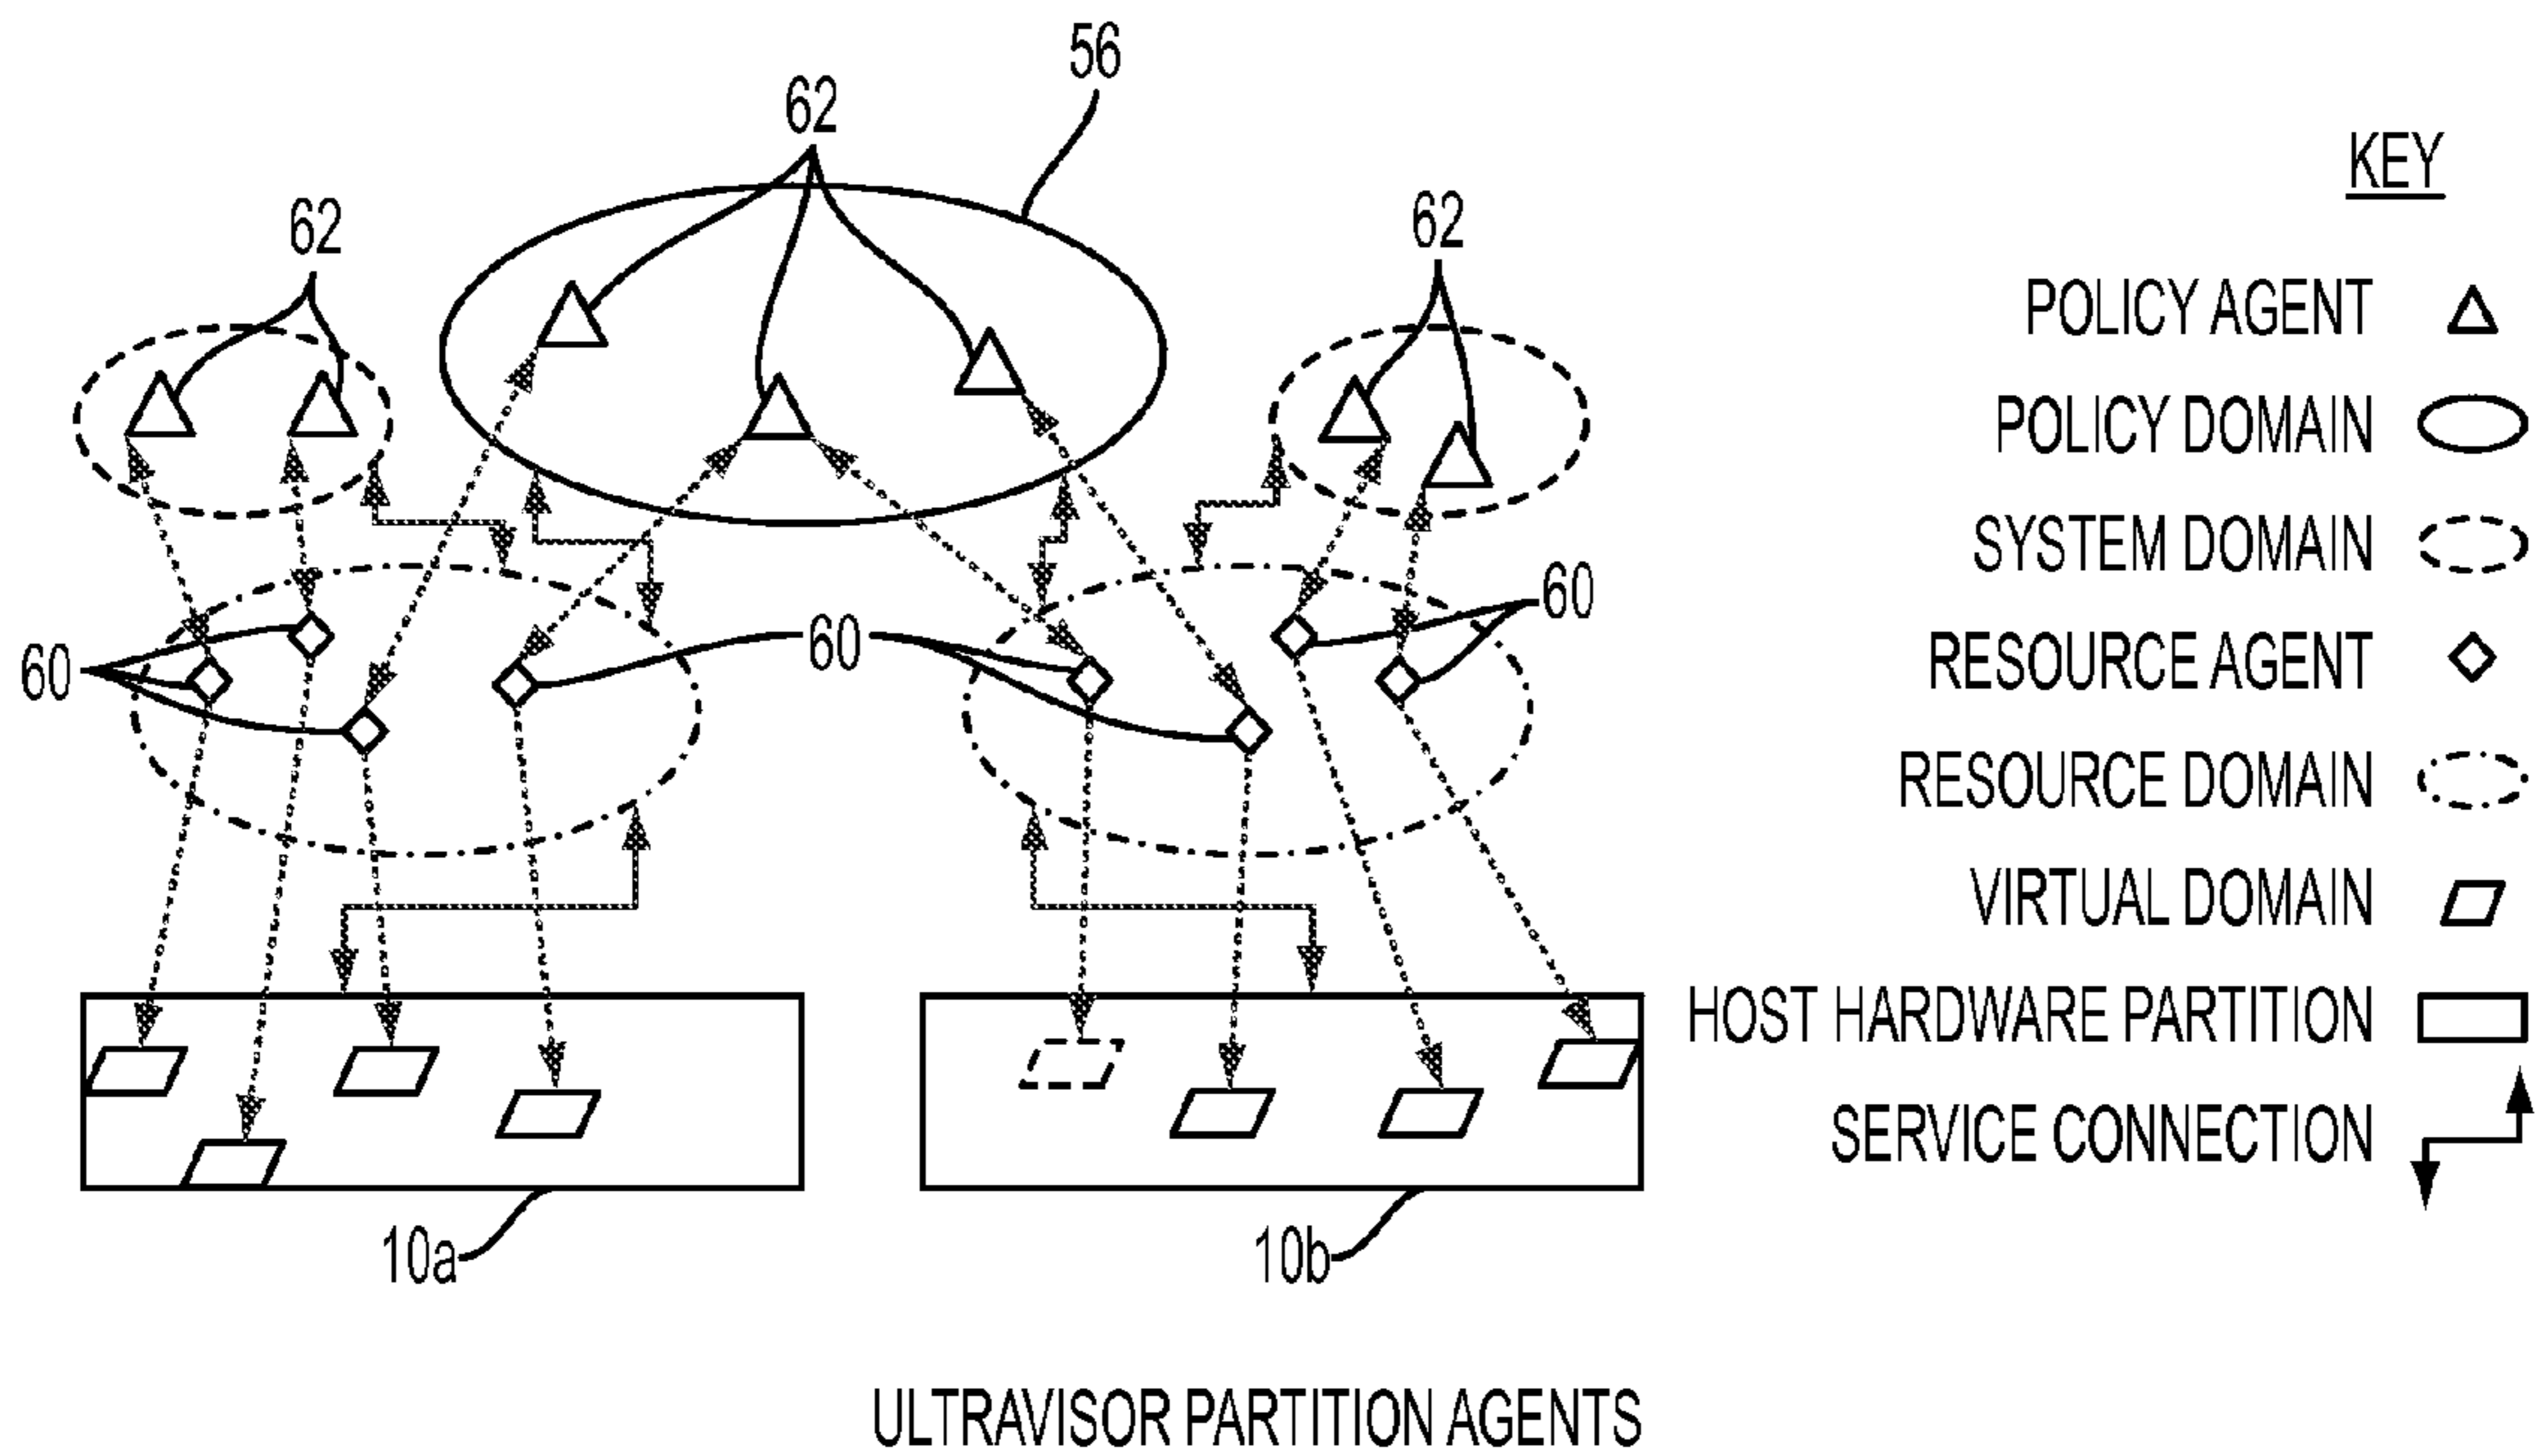 56
62
62
62
KEY
POLICY AGENT
POLICY DOMAIN
SYSTEM DOMAIN
60
RESOURCE AGENT
60
60
RESOURCE DOMAIN
VIRTUAL DOMAIN
HOST HARDWARE PARTITION
SERVICE CONNECTION
10a
10b
ULTRAVISOR PARTITION AGENTS